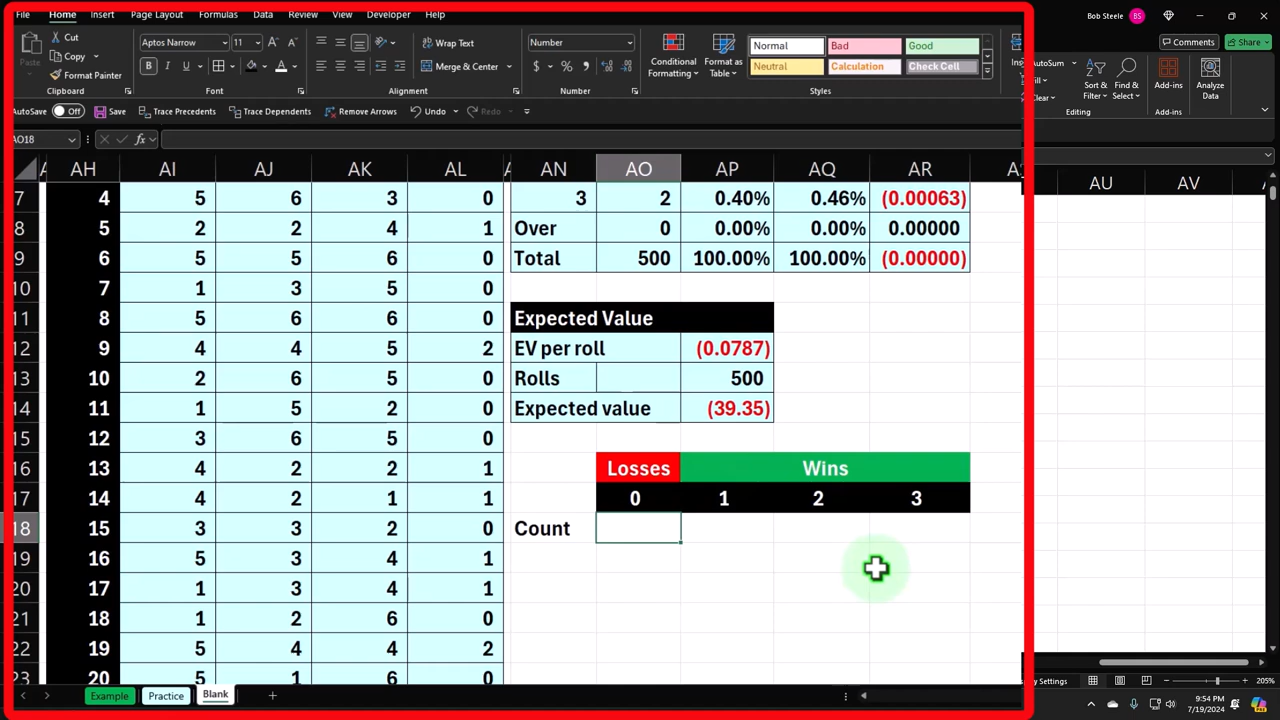 File Home Insert Page Layout Formulas Data Review View Developer Help
Bob Steele BS
Comments Share
Paste Cut Copy Format Painter
Clipboard
Aptos Narrow 11
B I U
Font
Wrap Text
Merge & Center
Alignment
Number
Number
Conditional Formatting
Format as Table
Normal Bad Good
Neutral Calculation Check Cell
Styles
AutoSum
Clear
Sort & Filter
Find & Select
Editing
Add-ins
Add-ins
Analyze Data
AutoSave Off Save Trace Precedents Trace Dependents Remove Arrows Undo Redo
AO18 fx
AH AI AJ AK AL AN AO AP AQ AR AU AV
7 4 5 6 3 0 3 2 0.40% 0.46% (0.00063)
8 5 2 2 4 1 Over 0 0.00% 0.00% 0.00000
9 6 5 5 6 0 Total 500 100.00% 100.00% (0.00000)
10 7 1 3 5 0
11 8 5 6 6 0 Expected Value
12 9 4 4 5 2 EV per roll (0.0787)
13 10 2 6 5 0 Rolls 500
14 11 1 5 2 0 Expected value (39.35)
15 12 3 6 5 0
16 13 4 2 2 1 Losses Wins
17 14 4 2 1 1 0 1 2 3
18 15 3 3 2 0 Count
19 16 5 3 4 1
20 17 1 3 4 1
21 18 1 2 6 0
22 19 5 4 4 2
23 20 5 1 6 0
Example Practice Blank
y Settings 205%
9:54 PM
7/19/2024